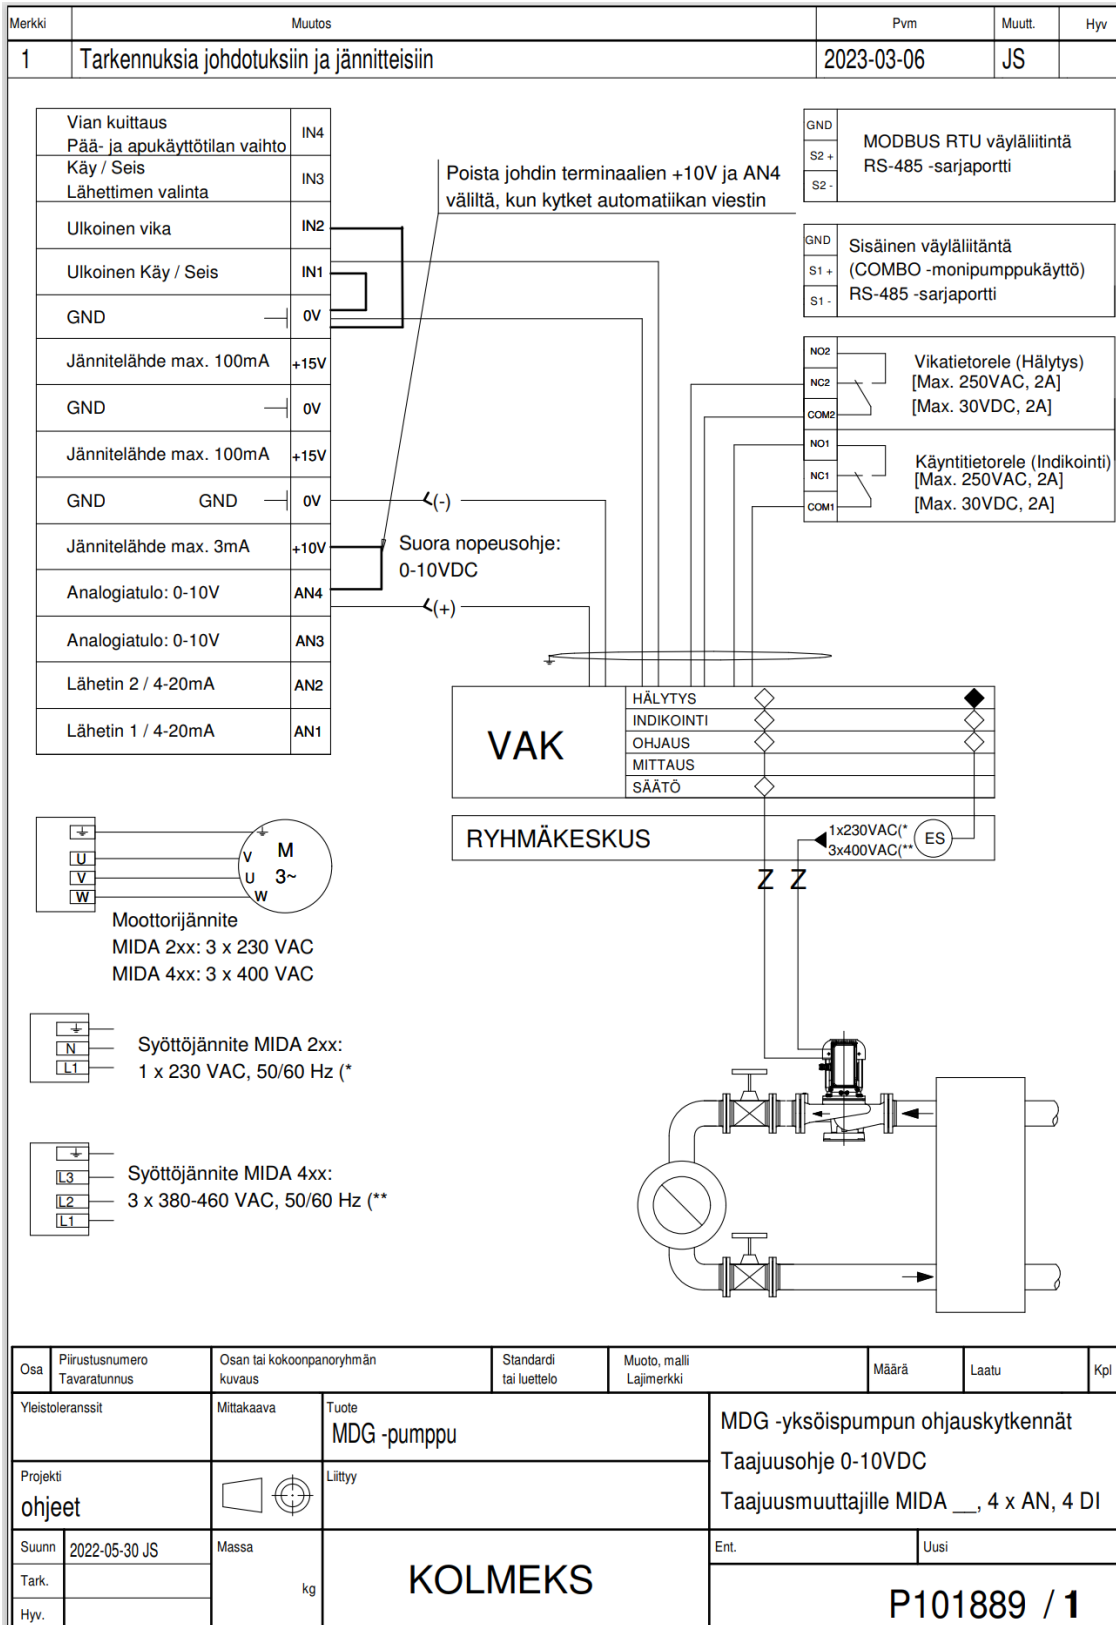 Merkki Muutos Pvm Muutt. Hyv
1 Tarkennuksia johdotuksiin ja jännitteisiin 2023-03-06 JS
Vian kuittaus
Pää- ja apukäyttötilan vaihto IN4
Käy / Seis
Lähettimen valinta IN3
Ulkoinen vika IN2
Ulkoinen Käy / Seis IN1
GND 0V
Jännitelähde max. 100mA +15V
GND 0V
Jännitelähde max. 100mA +15V
GND GND 0V
Jännitelähde max. 3mA +10V
Analogiatulo: 0-10V AN4
Analogiatulo: 0-10V AN3
Lähetin 2 / 4-20mA AN2
Lähetin 1 / 4-20mA AN1
Poista johdin terminaalien +10V ja AN4
väliltä, kun kytket automatiikan viestin
(-)
Suora nopeusohje:
0-10VDC
(+)
GND
S2 +
S2 -
MODBUS RTU väyläliitintä
RS-485 -sarjaportti
GND
S1 +
S1 -
Sisäinen väyläliitäntä
(COMBO -monipumppukäyttö)
RS-485 -sarjaportti
NO2
NC2
COM2
Vikatietorele (Hälytys)
[Max. 250VAC, 2A]
[Max. 30VDC, 2A]
NO1
NC1
COM1
Käyntitietorele (Indikointi)
[Max. 250VAC, 2A]
[Max. 30VDC, 2A]
VAK
HÄLYTYS
INDIKOINTI
OHJAUS
MITTAUS
SÄÄTÖ
RYHMÄKESKUS
1x230VAC(*
3x400VAC(**
ES
Z Z
U
V
W
V
U
W
M
3~
Moottorijännite
MIDA 2xx: 3 x 230 VAC
MIDA 4xx: 3 x 400 VAC
N
L1
Syöttöjännite MIDA 2xx:
1 x 230 VAC, 50/60 Hz (*
L3
L2
L1
Syöttöjännite MIDA 4xx:
3 x 380-460 VAC, 50/60 Hz (**
Osa
Piirustusnumero
Tavaratunnus
Osan tai kokoonpanoryhmän
kuvaus
Standardi
tai luettelo
Muoto, malli
Lajimerkki
Määrä
Laatu
Kpl
Yleistoleranssit
Mittakaava
Tuote
MDG -pumppu
MDG -yksöispumpun ohjauskytkennät
Taajuusohje 0-10VDC
Taajuusmuuttajille MIDA __, 4 x AN, 4 DI
Projekti
ohjeet
Liittyy
Suunn 2022-05-30 JS
Tark.
Hyv.
Massa
kg
KOLMEKS
Ent.
Uusi
P101889 / 1